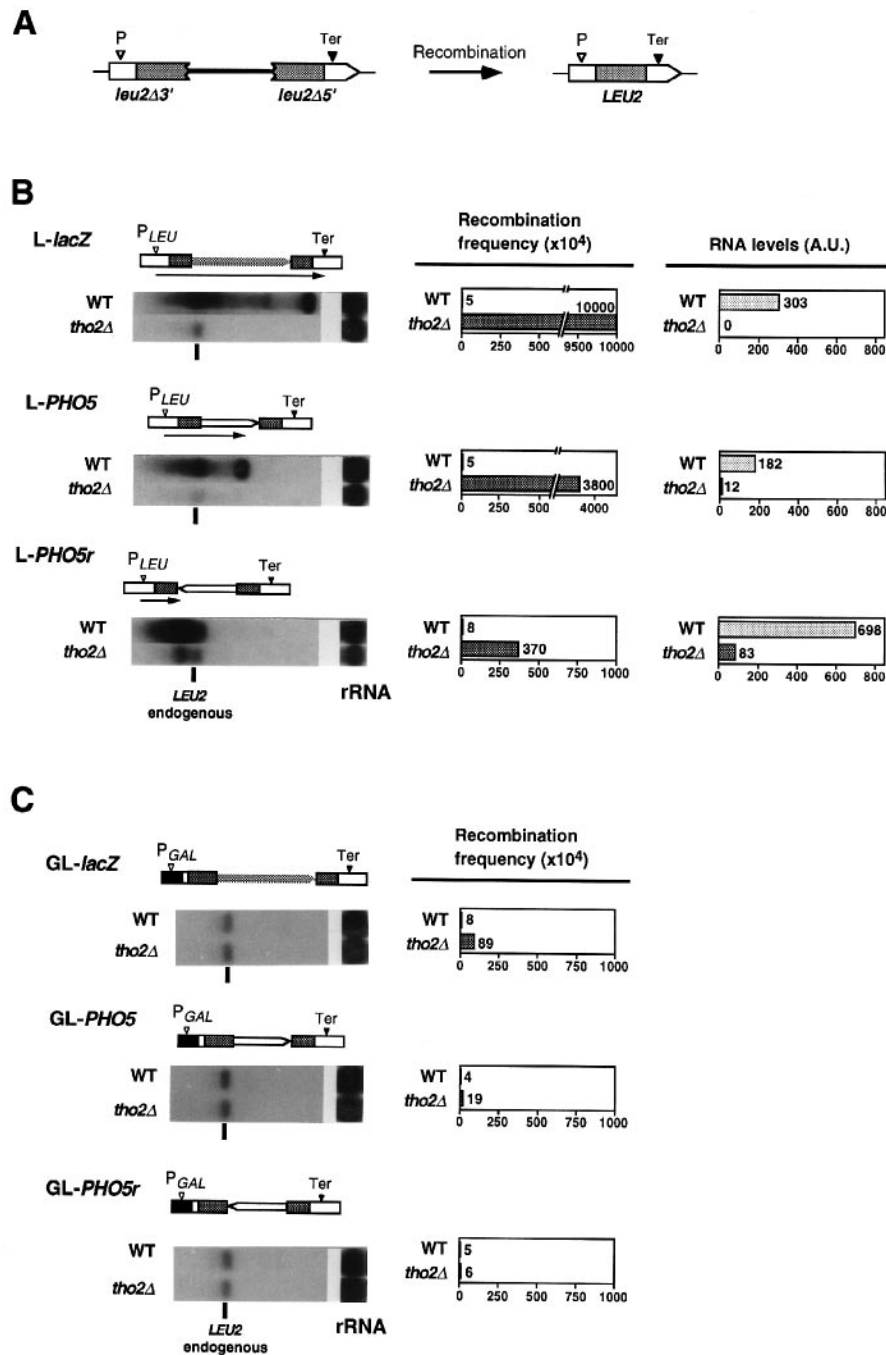 A
P
Ter
leu2Δ3'
leu2Δ5'
Recombination
P
Ter
LEU2
B
Recombination
frequency (x10⁴)
RNA levels (A.U.)
L-lacZ
P_LEU
Ter
WT
tho2Δ
WT 5
tho2Δ 10000
0 250 500 9500 10000
WT 303
tho2Δ 0
0 200 400 600 800
L-PHO5
P_LEU
Ter
WT
tho2Δ
WT 5
tho2Δ 3800
0 250 500 4000
WT 182
tho2Δ 12
0 200 400 600 800
L-PHO5r
P_LEU
Ter
WT
tho2Δ
LEU2
endogenous
rRNA
WT 8
tho2Δ 370
0 250 500 750 1000
WT 698
tho2Δ 83
0 200 400 600 800
C
Recombination
frequency (x10⁴)
GL-lacZ
P_GAL
Ter
WT
tho2Δ
WT 8
tho2Δ 89
0 250 500 750 1000
GL-PHO5
P_GAL
Ter
WT
tho2Δ
WT 4
tho2Δ 19
0 250 500 750 1000
GL-PHO5r
P_GAL
Ter
WT
tho2Δ
LEU2
endogenous
rRNA
WT 5
tho2Δ 6
0 250 500 750 1000